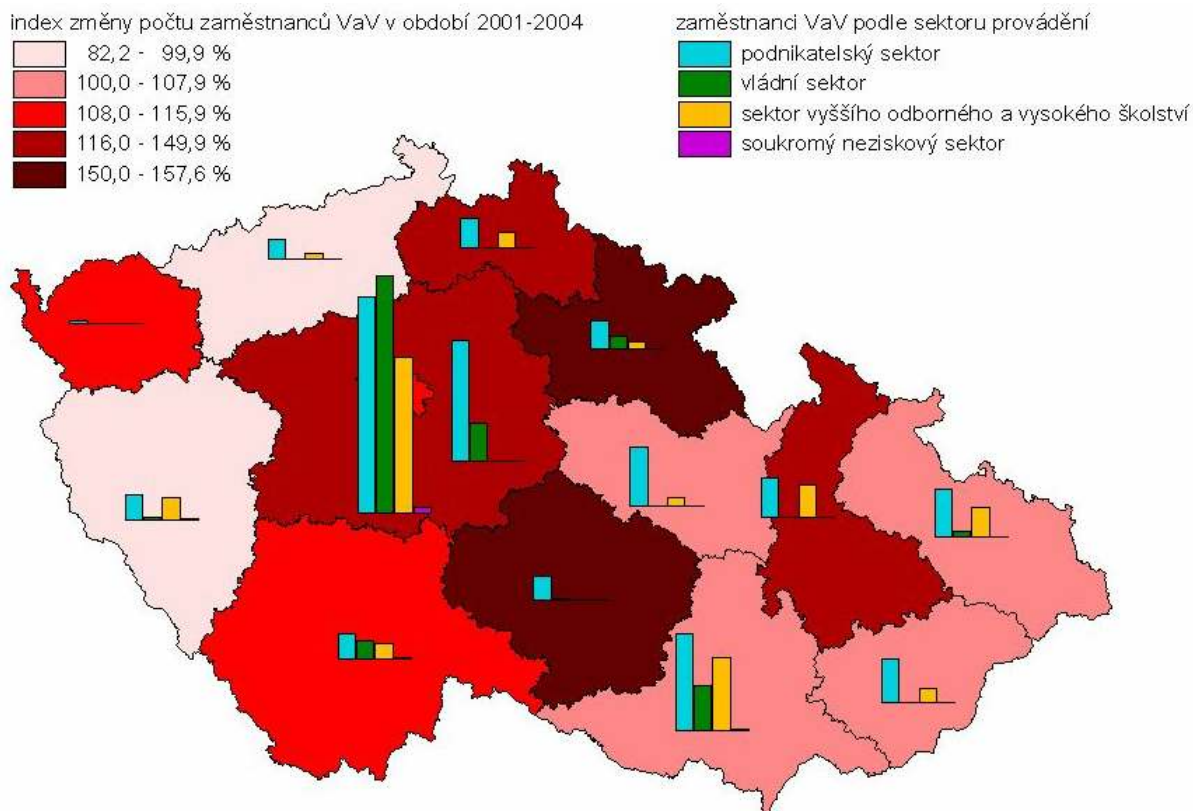 index změny počtu zaměstnanců VaV v období 2001-2004
82,2 - 99,9 %
100,0 - 107,9 %
108,0 - 115,9 %
116,0 - 149,9 %
150,0 - 157,6 %
zaměstnanci VaV podle sektoru provádění
podnikatelský sektor
vládní sektor
sektor vyššího odborného a vysokého školství
soukromý neziskový sektor